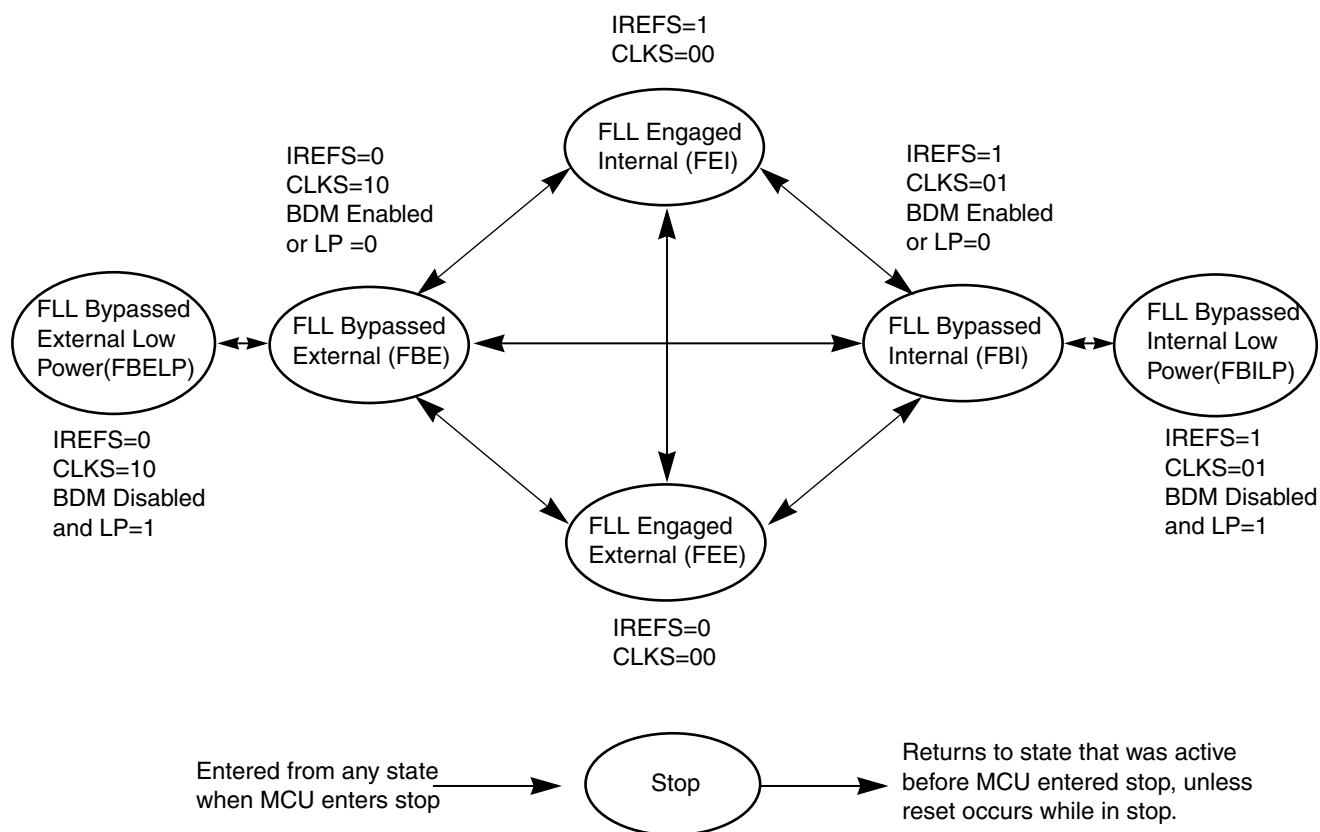 IREFS=1
CLKS=00
FLL Engaged
Internal (FEI)
IREFS=0
CLKS=10
BDM Enabled
or LP =0
IREFS=1
CLKS=01
BDM Enabled
or LP=0
FLL Bypassed
External Low
Power(FBELP)
FLL Bypassed
External (FBE)
FLL Bypassed
Internal (FBI)
FLL Bypassed
Internal Low
Power(FBILP)
IREFS=0
CLKS=10
BDM Disabled
and LP=1
IREFS=1
CLKS=01
BDM Disabled
and LP=1
FLL Engaged
External (FEE)
IREFS=0
CLKS=00
Entered from any state
when MCU enters stop
Stop
Returns to state that was active
before MCU entered stop, unless
reset occurs while in stop.